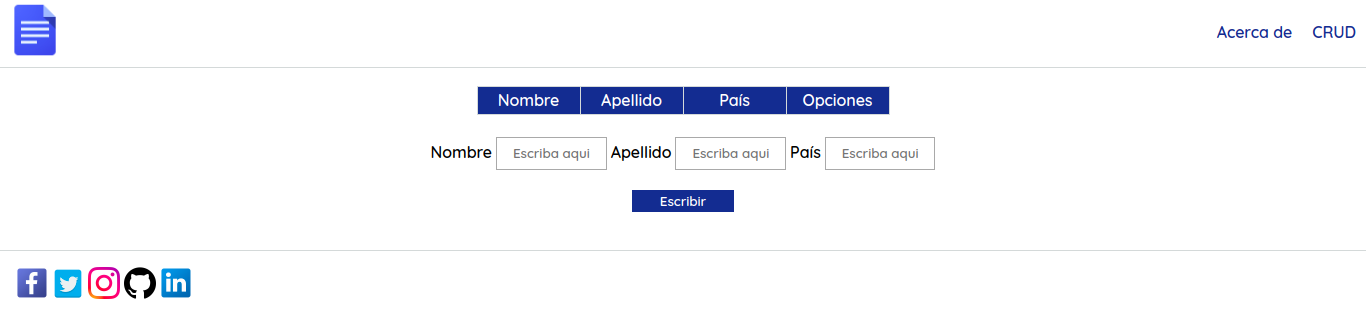 Acerca de CRUD
Nombre Apellido País Opciones
Nombre Escriba aqui Apellido Escriba aqui País Escriba aqui
Escribir